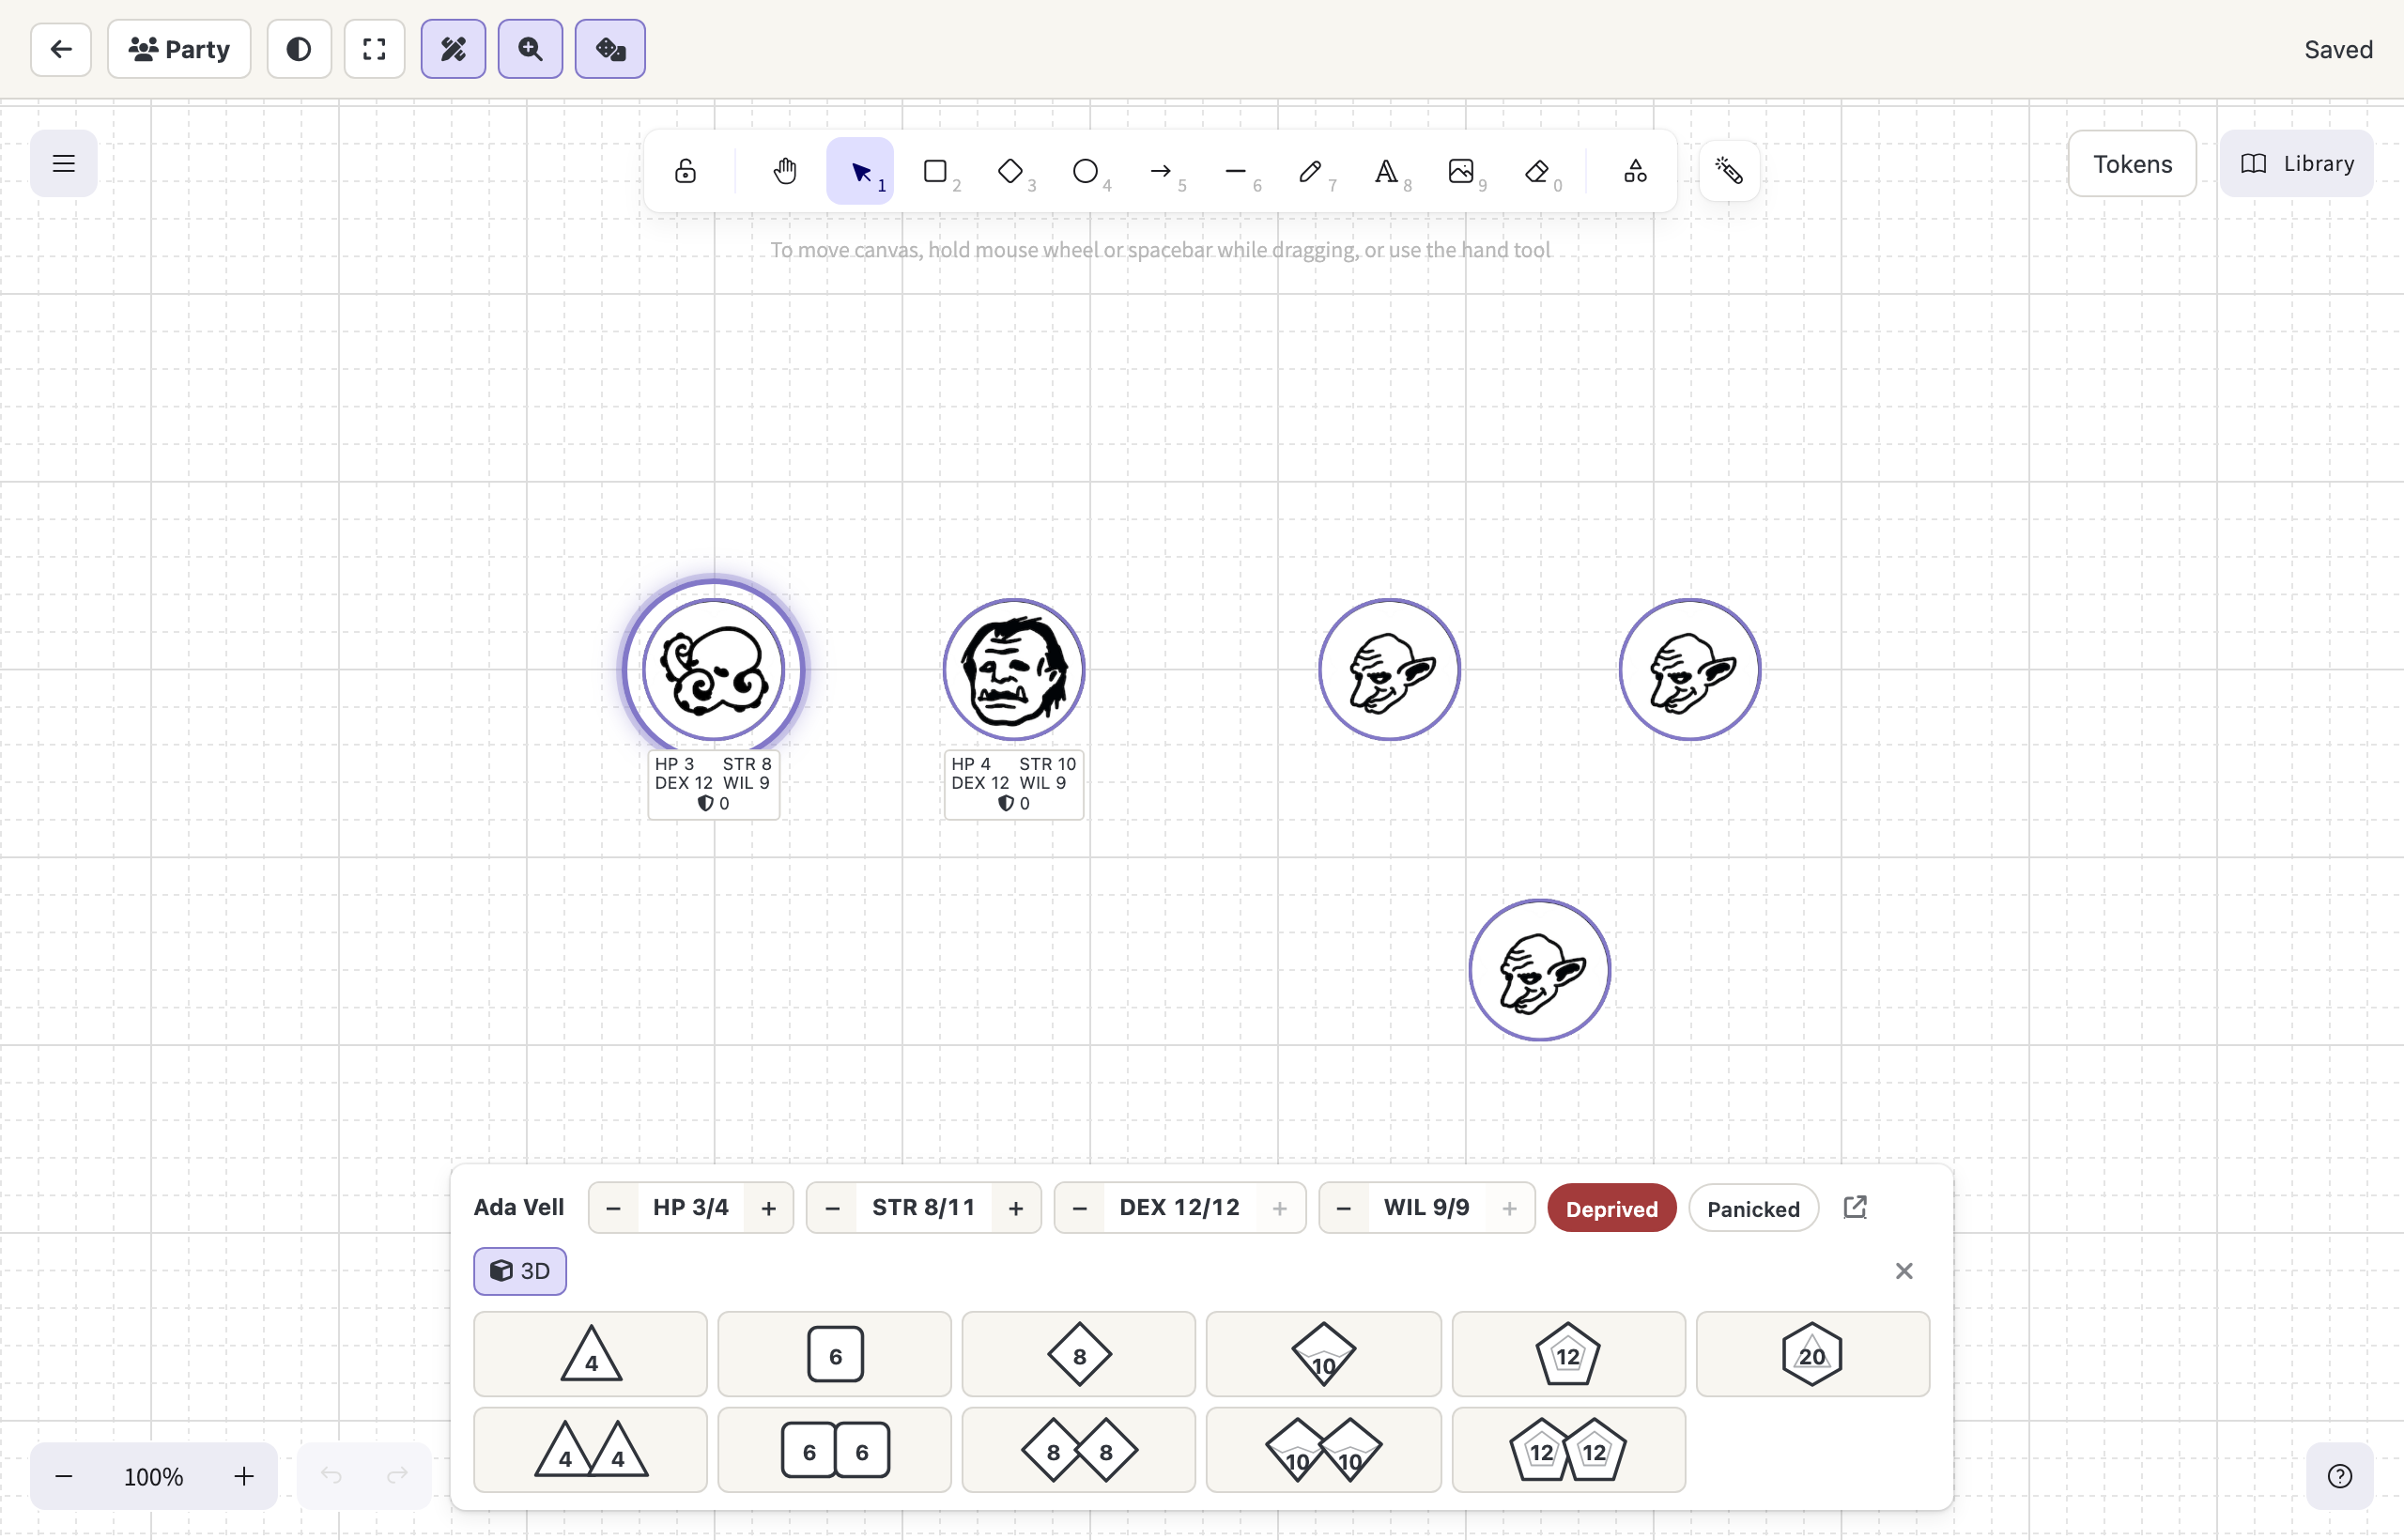 Party
Saved
1 2 3 4 5 6 7 8 9 0
Tokens
Library
To move canvas, hold mouse wheel or spacebar while dragging, or use the hand tool
HP 3 STR 8
DEX 12 WIL 9
0
HP 4 STR 10
DEX 12 WIL 9
0
Ada Vell − HP 3/4 + − STR 8/11 + − DEX 12/12 + − WIL 9/9 + Deprived Panicked
3D
4 6 8 10 12 20
4 4 6 6 8 8 10 10 12 12
− 100% +